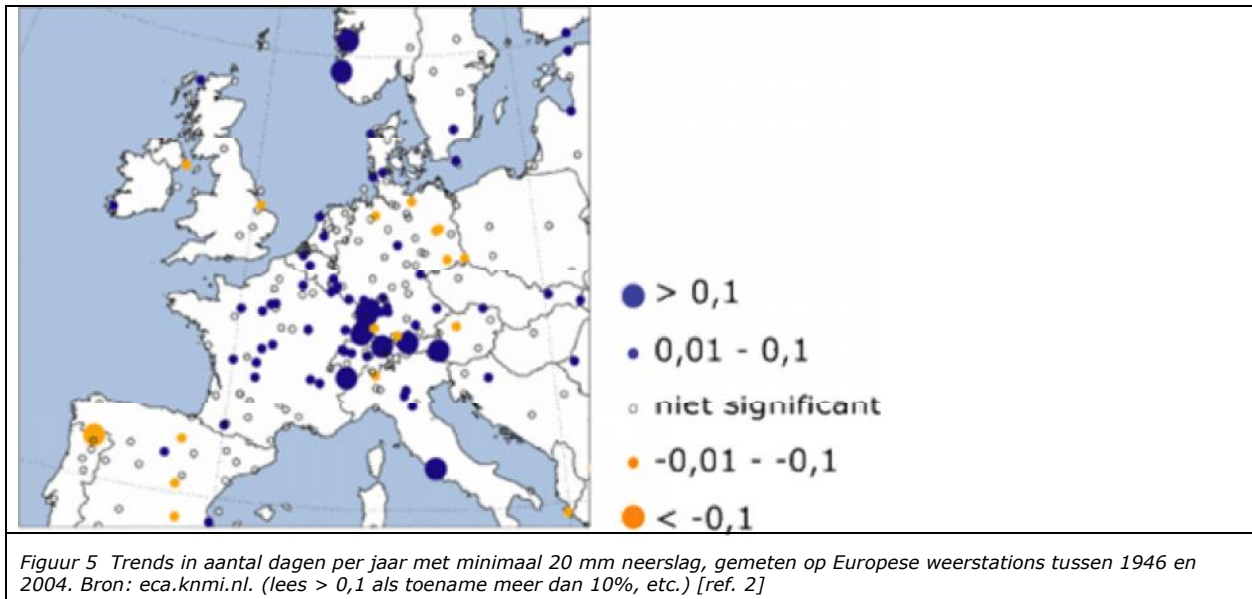 > 0,1
0,01 - 0,1
niet significant
-0,01 - -0,1
< -0,1
Figuur 5 Trends in aantal dagen per jaar met minimaal 20 mm neerslag, gemeten op Europese weerstations tussen 1946 en
2004. Bron: eca.knmi.nl. (lees > 0,1 als toename meer dan 10%, etc.) [ref. 2]